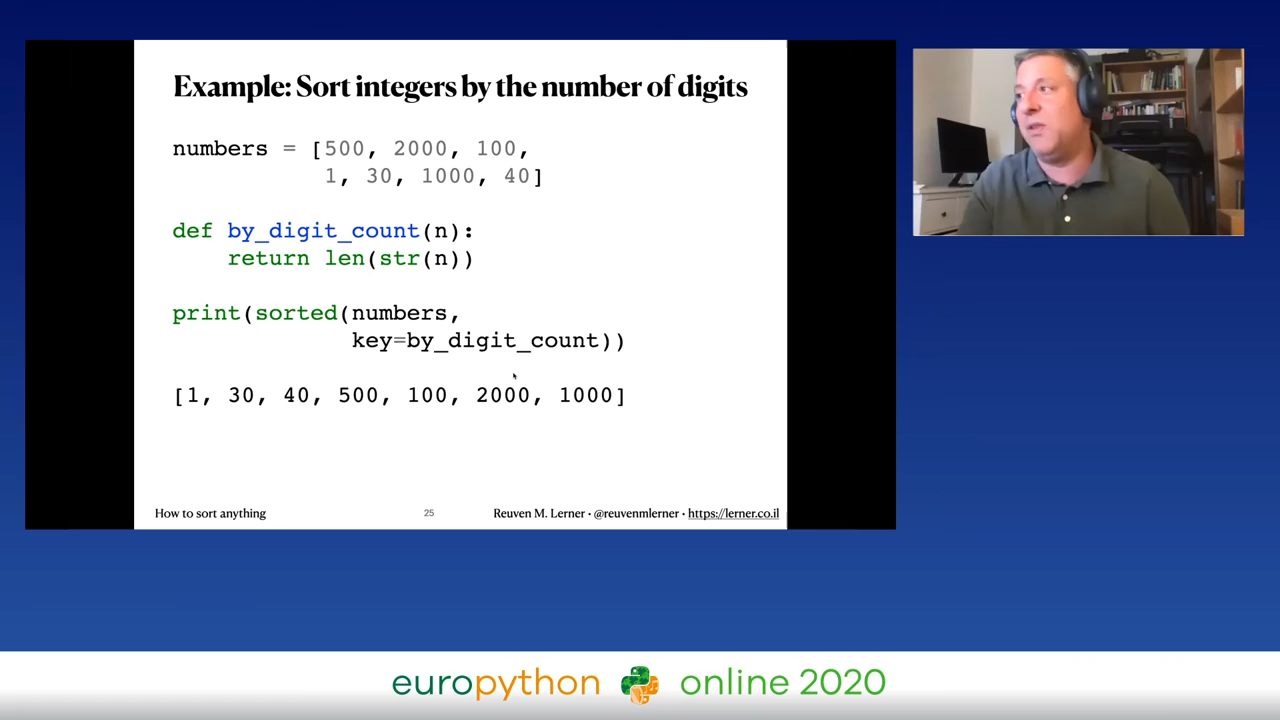 Example: Sort integers by the number of digits
numbers = [500, 2000, 100,
1, 30, 1000, 40]
def by_digit_count(n):
return len(str(n))
print(sorted(numbers,
key=by_digit_count))
[1, 30, 40, 500, 100, 2000, 1000]
How to sort anything
25
Reuven M. Lerner • @reuvenmlerner • https://lerner.co.il
europython online 2020